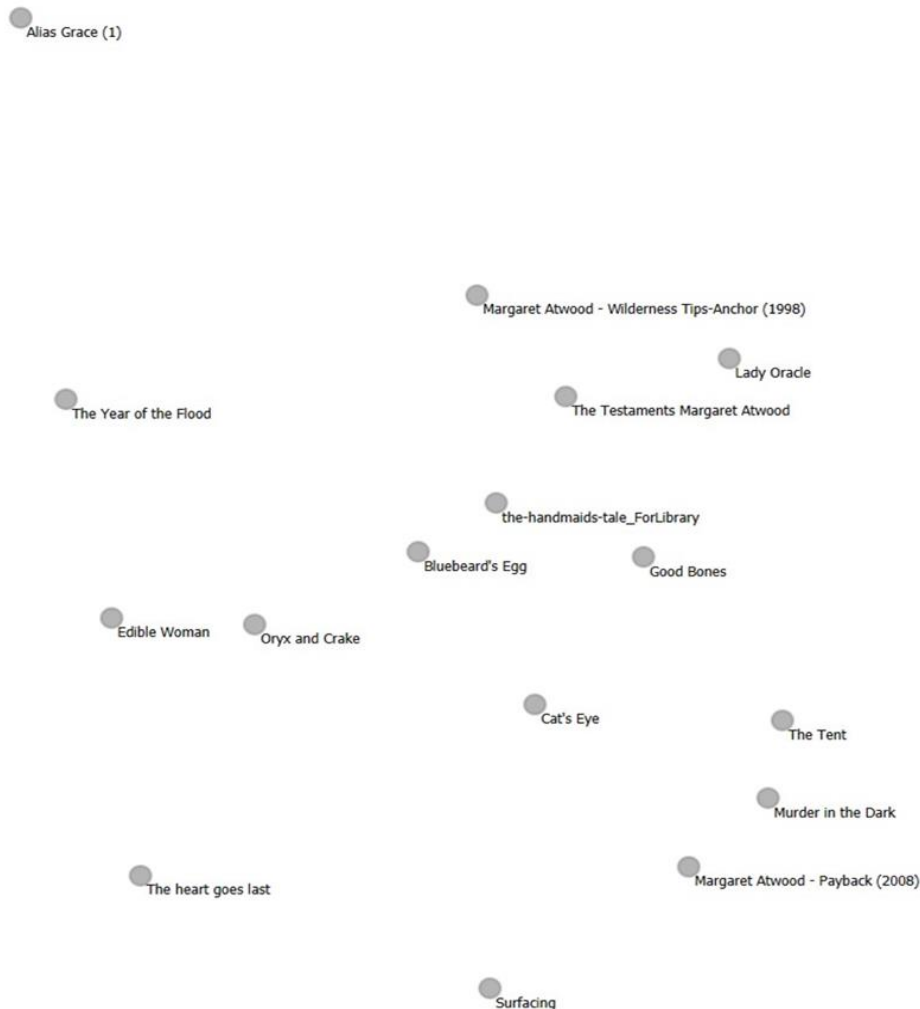 Alias Grace (1)
Margaret Atwood - Wilderness Tips-Anchor (1998)
Lady Oracle
The Year of the Flood
The Testaments Margaret Atwood
the-handmaids-tale_ForLibrary
Bluebeard's Egg
Good Bones
Edible Woman
Oryx and Crake
Cat's Eye
The Tent
Murder in the Dark
Margaret Atwood - Payback (2008)
The heart goes last
Surfacing